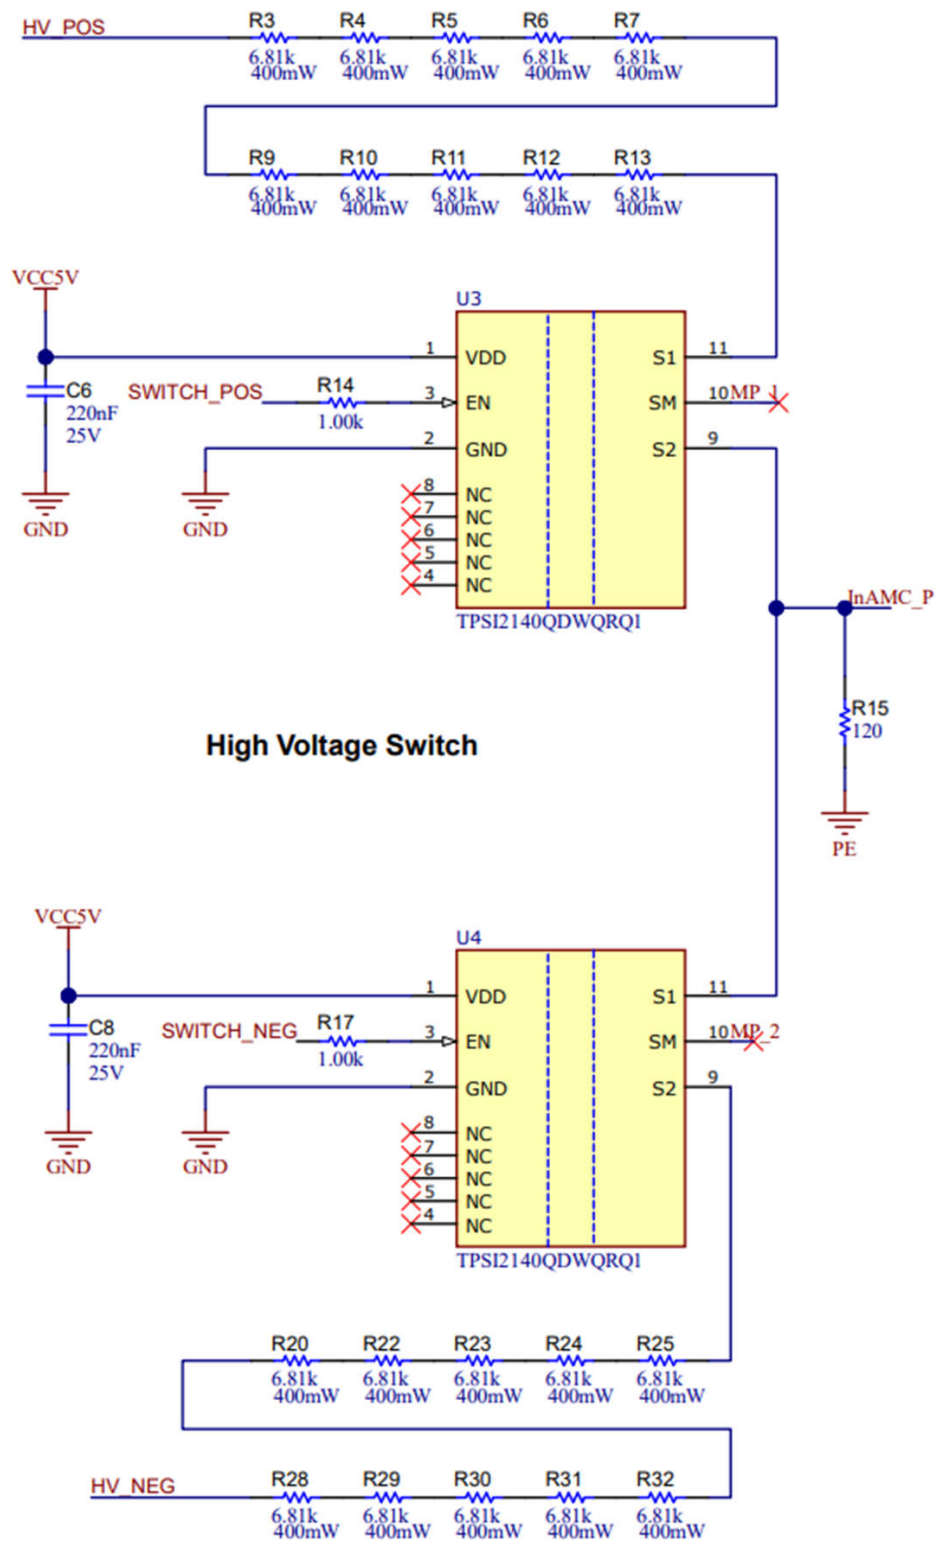 HV_POS
R3 R4 R5 R6 R7
6.81k 6.81k 6.81k 6.81k 6.81k
400mW 400mW 400mW 400mW 400mW
R9 R10 R11 R12 R13
6.81k 6.81k 6.81k 6.81k 6.81k
400mW 400mW 400mW 400mW 400mW
VCC5V
U3
1 VDD S1 11
C6
220nF
25V
SWITCH_POS R14 3 EN SM 10 MP_1
1.00k
2 GND S2 9
8 NC
7 NC
6 NC
5 NC
4 NC
GND GND
TPSI2140QDWQRQ1
InAMC_P
R15
120
PE
High Voltage Switch
VCC5V
U4
1 VDD S1 11
C8
220nF
25V
SWITCH_NEG R17 3 EN SM 10 MP_2
1.00k
2 GND S2 9
8 NC
7 NC
6 NC
5 NC
4 NC
GND GND
TPSI2140QDWQRQ1
R20 R22 R23 R24 R25
6.81k 6.81k 6.81k 6.81k 6.81k
400mW 400mW 400mW 400mW 400mW
HV_NEG
R28 R29 R30 R31 R32
6.81k 6.81k 6.81k 6.81k 6.81k
400mW 400mW 400mW 400mW 400mW